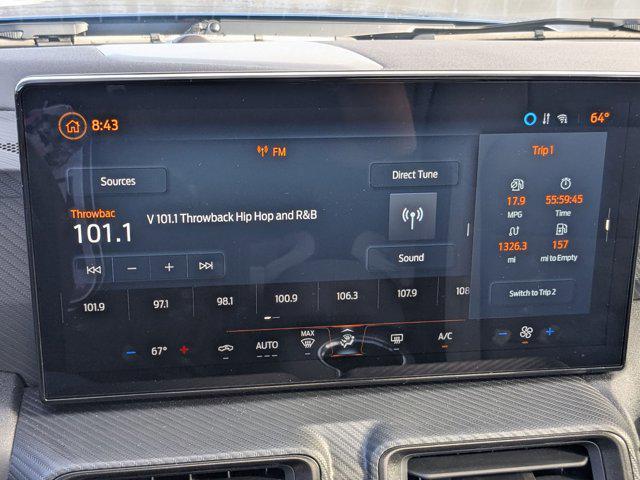 8:43
64°
FM
Trip 1
Sources
Direct Tune
17.9
55:59:45
MPG
Time
Throwbac
101.1
V 101.1 Throwback Hip Hop and R&B
1326.3
157
mi
mi to Empty
Sound
Switch to Trip 2
101.9
97.1
98.1
100.9
106.3
107.9
108
67°
AUTO
MAX
A/C